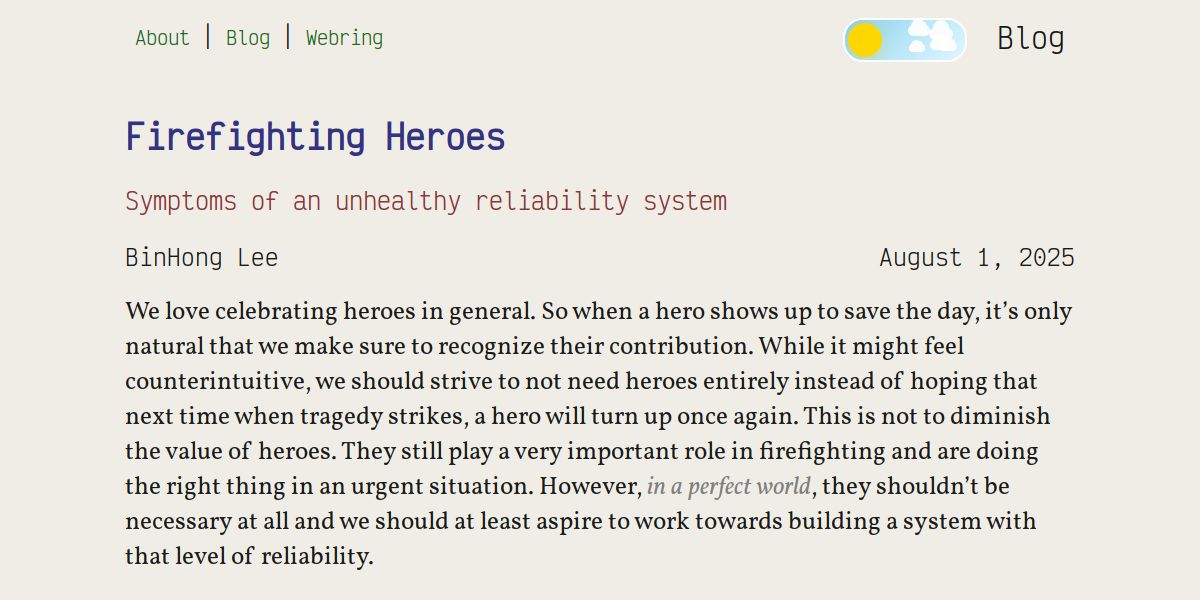 About | Blog | Webring
Blog
Firefighting Heroes
Symptoms of an unhealthy reliability system
BinHong Lee August 1, 2025
We love celebrating heroes in general. So when a hero shows up to save the day, it’s only
natural that we make sure to recognize their contribution. While it might feel
counterintuitive, we should strive to not need heroes entirely instead of hoping that
next time when tragedy strikes, a hero will turn up once again. This is not to diminish
the value of heroes. They still play a very important role in firefighting and are doing
the right thing in an urgent situation. However, in a perfect world, they shouldn’t be
necessary at all and we should at least aspire to work towards building a system with
that level of reliability.